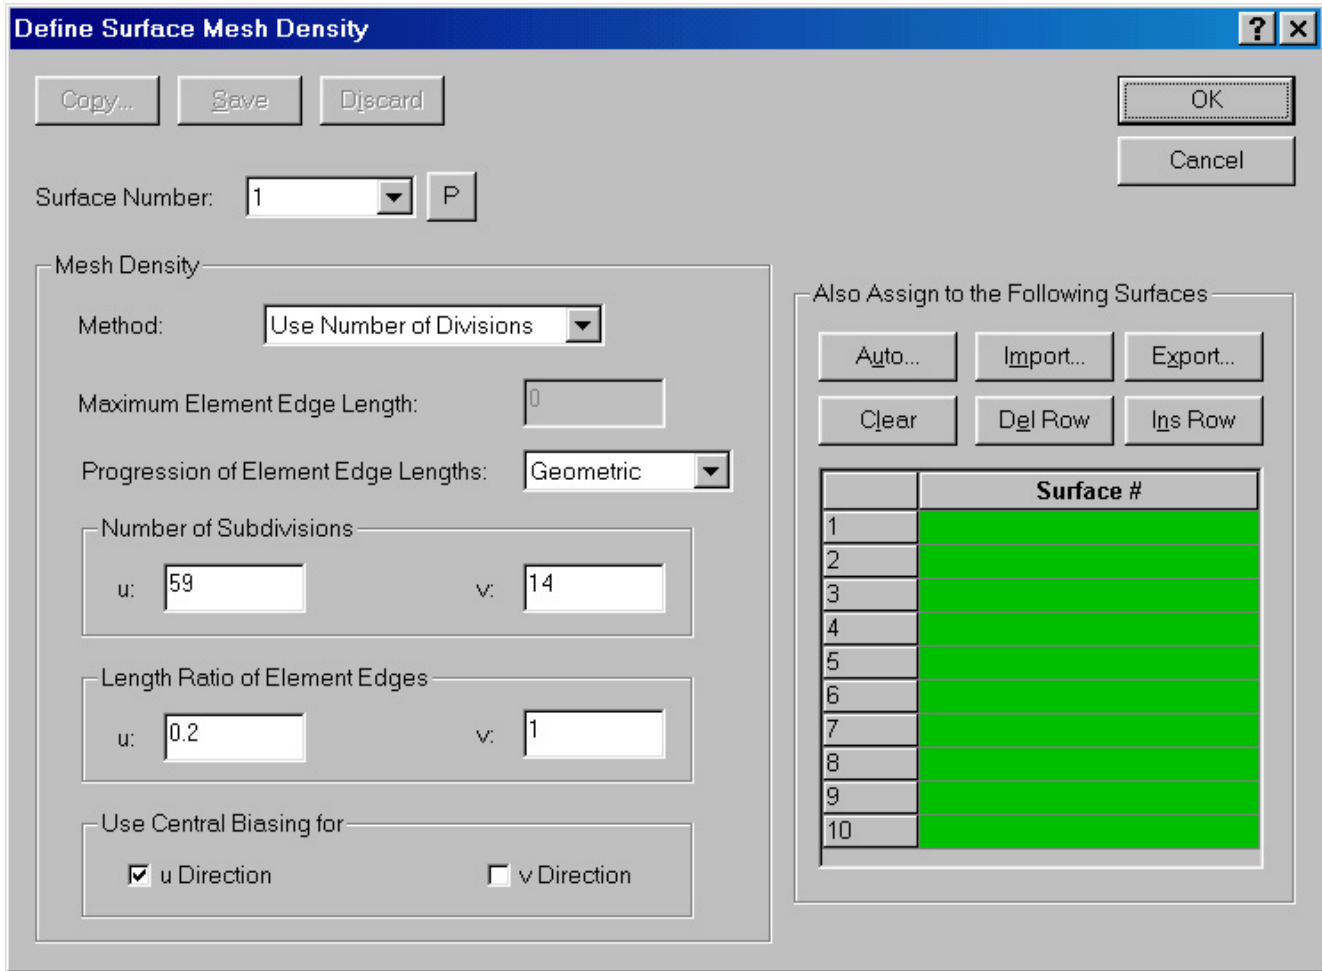 Define Surface Mesh Density
? ×
Copy... Save Discard
OK
Cancel
Surface Number: 1 P
Mesh Density
Method: Use Number of Divisions
Maximum Element Edge Length: 0
Progression of Element Edge Lengths: Geometric
Number of Subdivisions
u: 59 v: 14
Length Ratio of Element Edges
u: 0.2 v: 1
Use Central Biasing for
u Direction v Direction
Also Assign to the Following Surfaces
Auto... Import... Export...
Clear Del Row Ins Row
Surface #
1
2
3
4
5
6
7
8
9
10